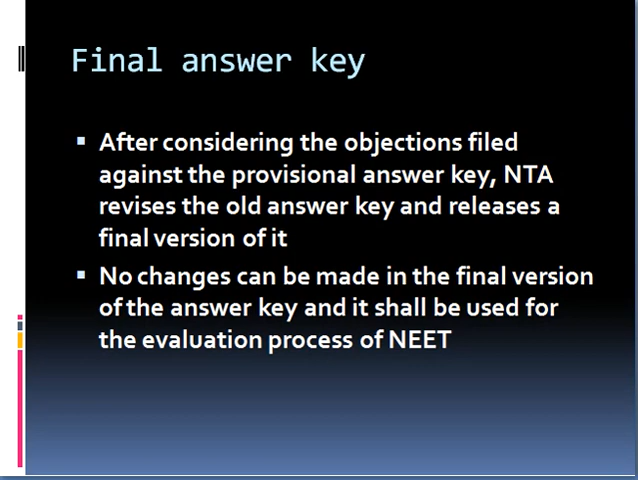 Final answer key
▪ After considering the objections filed
against the provisional answer key, NTA
revises the old answer key and releases a
final version of it
▪ No changes can be made in the final version
of the answer key and it shall be used for
the evaluation process of NEET